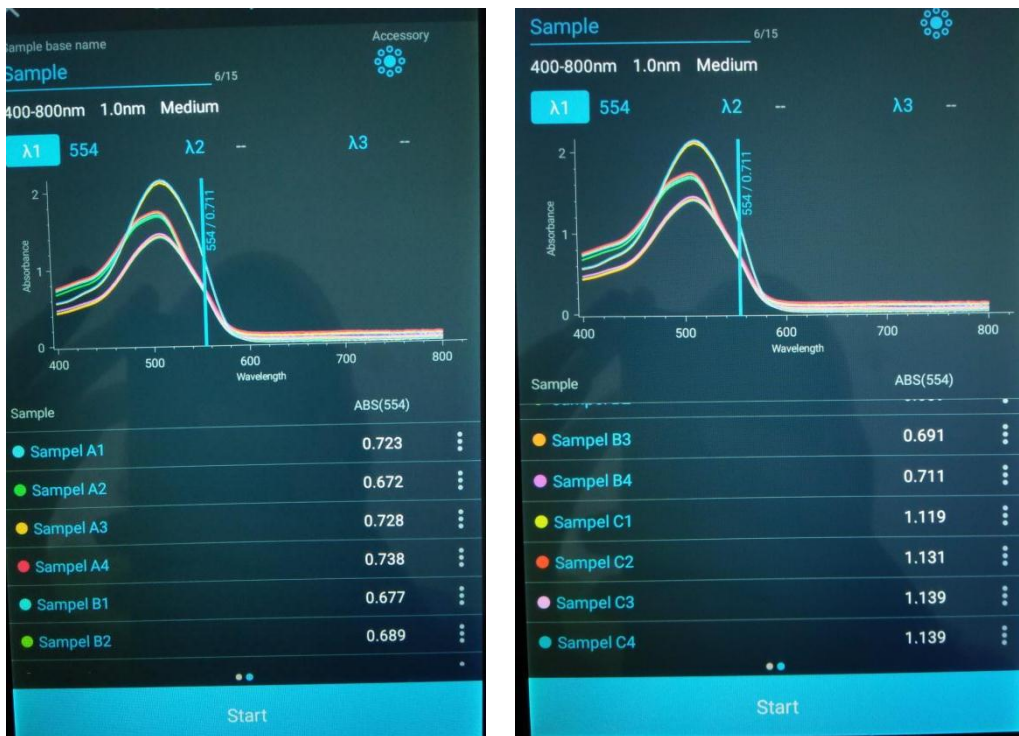 Sample base name
Accessory
Sample
6/15
400-800nm 1.0nm Medium
λ1 554 λ2 -- λ3 --
554 / 0.711
Absorbance
2
1
0
400 500 600 700 800
Wavelength
Sample ABS(554)
Sampel A1 0.723
Sampel A2 0.672
Sampel A3 0.728
Sampel A4 0.738
Sampel B1 0.677
Sampel B2 0.689
Start
Sample
6/15
400-800nm 1.0nm Medium
λ1 554 λ2 -- λ3 --
554 / 0.711
Absorbance
2
1
0
400 500 600 700 800
Wavelength
Sample ABS(554)
Sampel B3 0.691
Sampel B4 0.711
Sampel C1 1.119
Sampel C2 1.131
Sampel C3 1.139
Sampel C4 1.139
Start